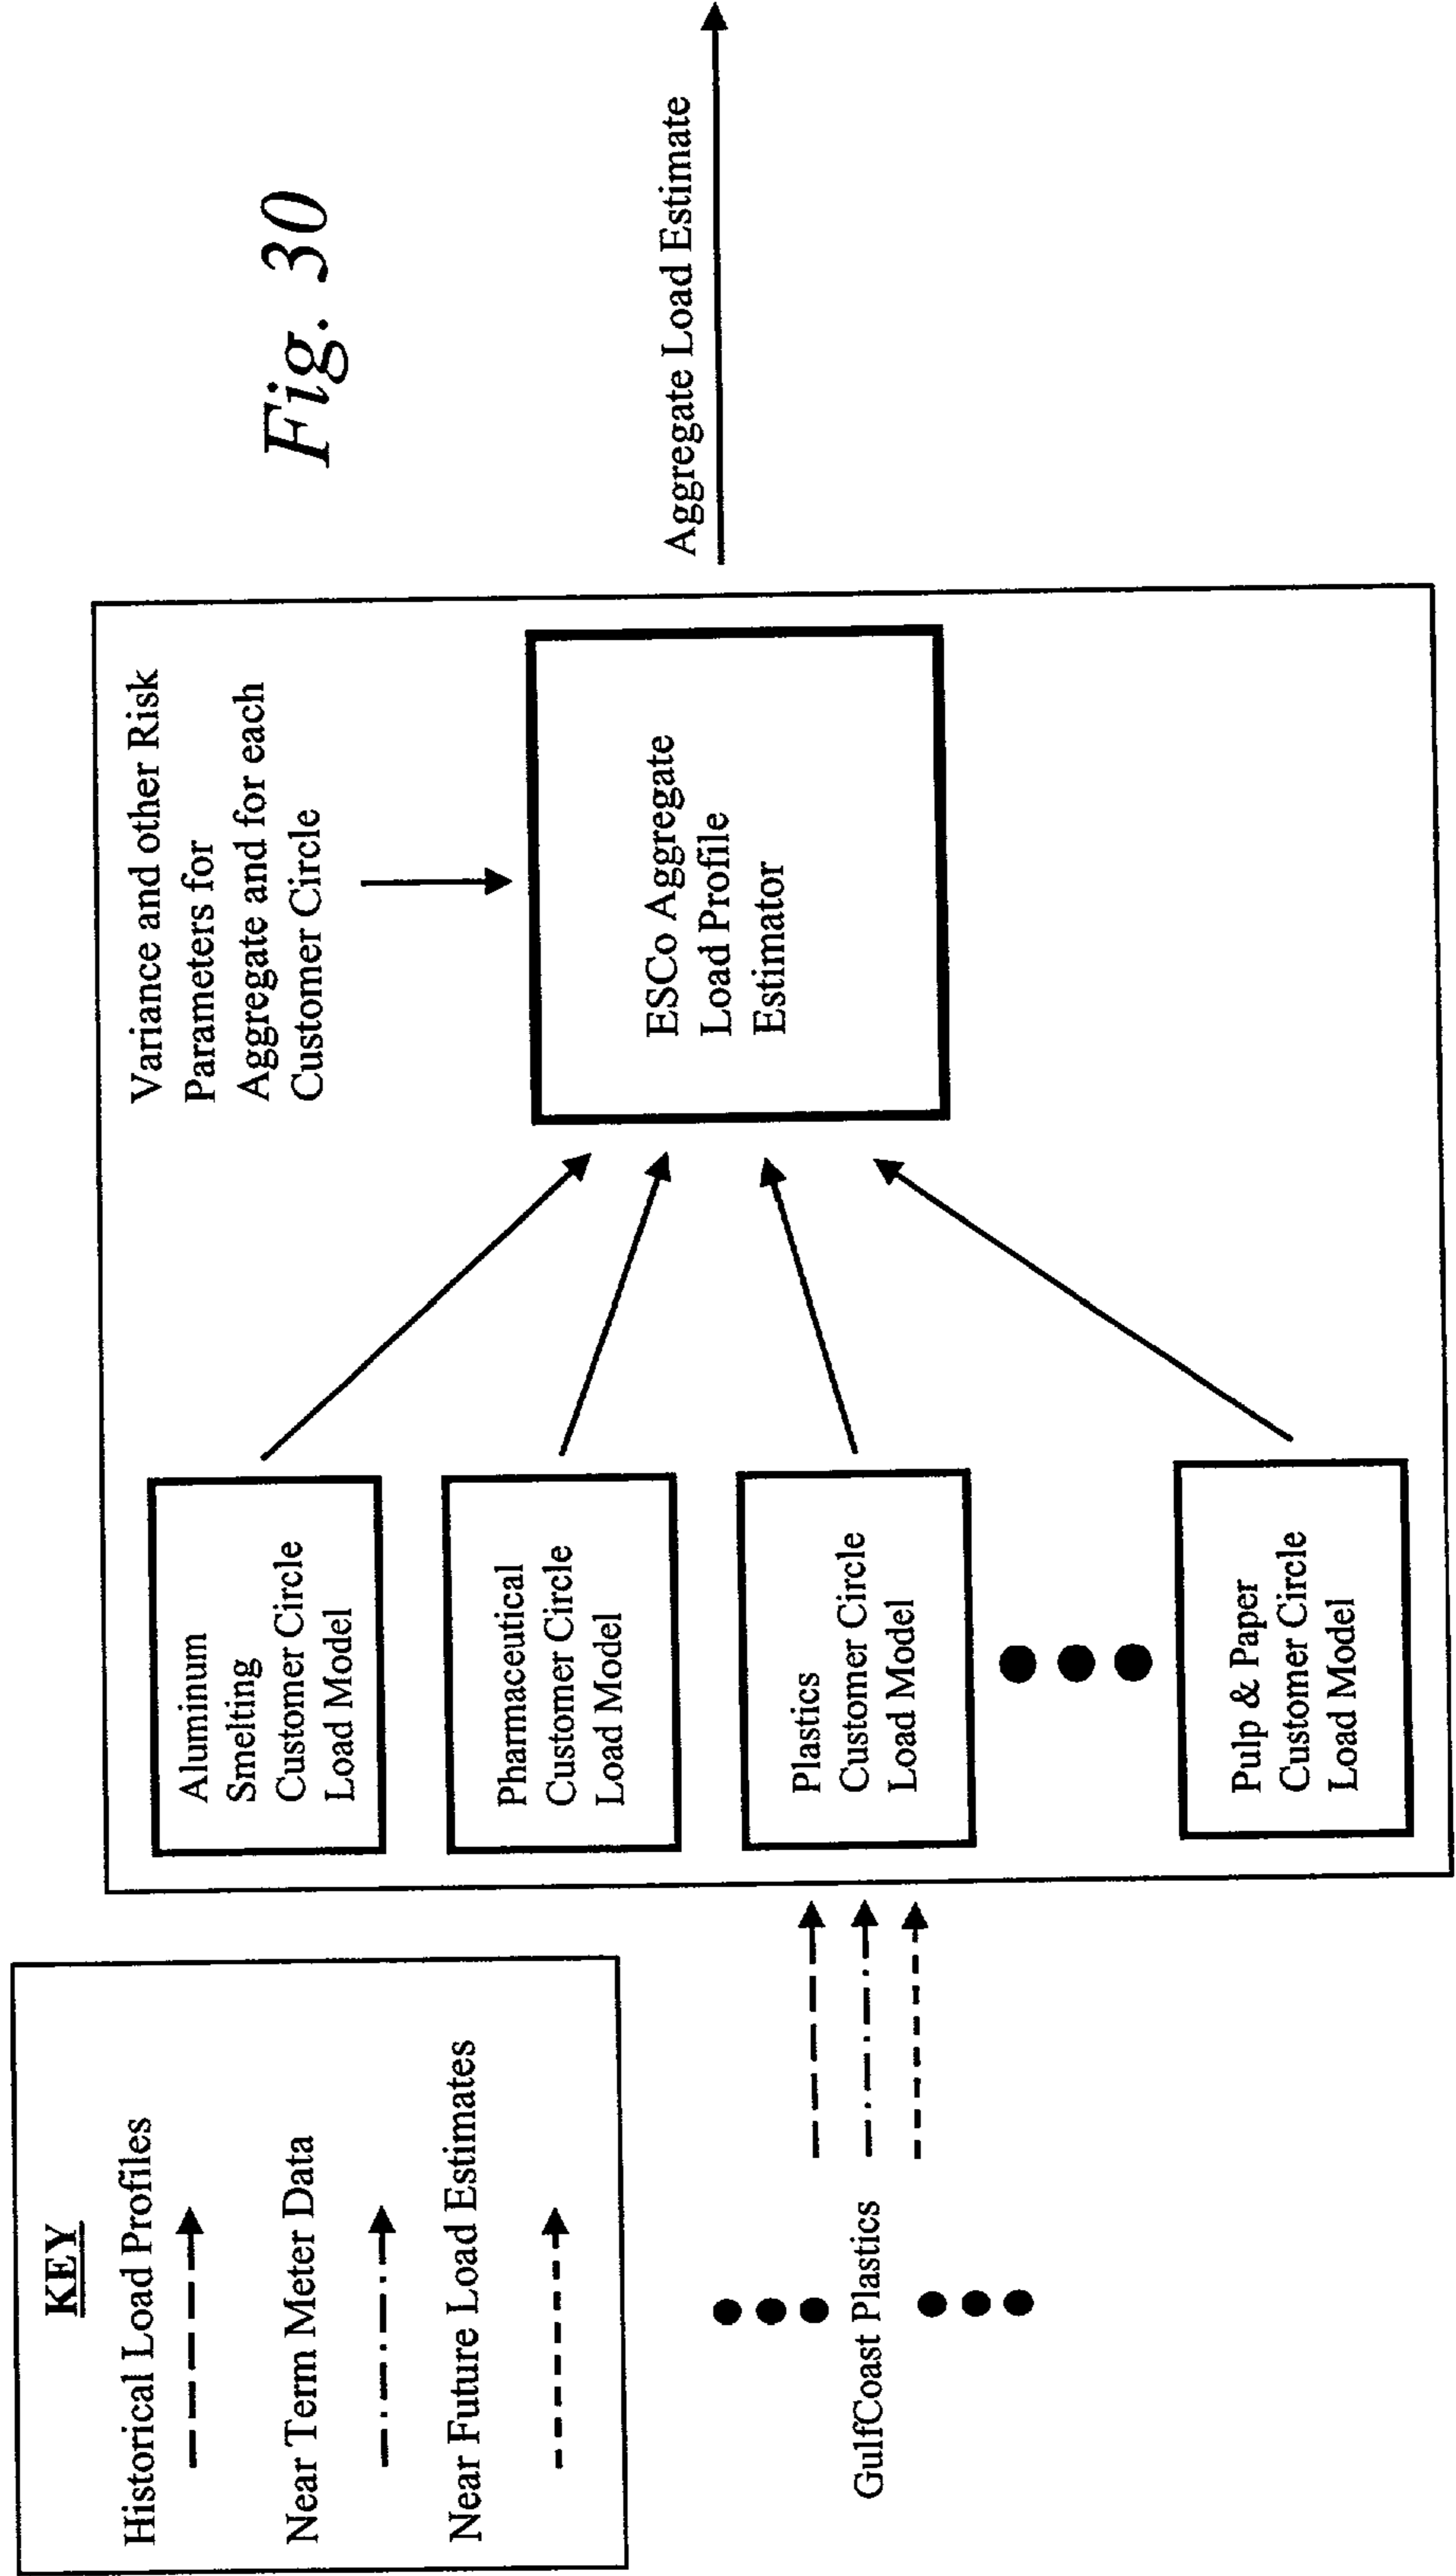 Fig. 30
KEY
Historical Load Profiles
Near Term Meter Data
Near Future Load Estimates
GulfCoast Plastics
Aluminum
Smelting
Customer Circle
Load Model
Pharmaceutical
Customer Circle
Load Model
Plastics
Customer Circle
Load Model
Pulp & Paper
Customer Circle
Load Model
Variance and other Risk
Parameters for
Aggregate and for each
Customer Circle
ESCo Aggregate
Load Profile
Estimator
Aggregate Load Estimate